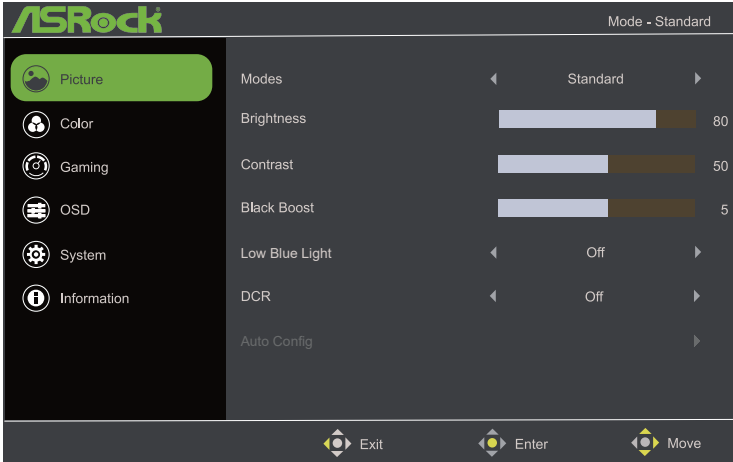 ASRock
Mode - Standard
Picture
Color
Gaming
OSD
System
Information
Modes Standard
Brightness 80
Contrast 50
Black Boost 5
Low Blue Light Off
DCR Off
Auto Config
Exit Enter Move